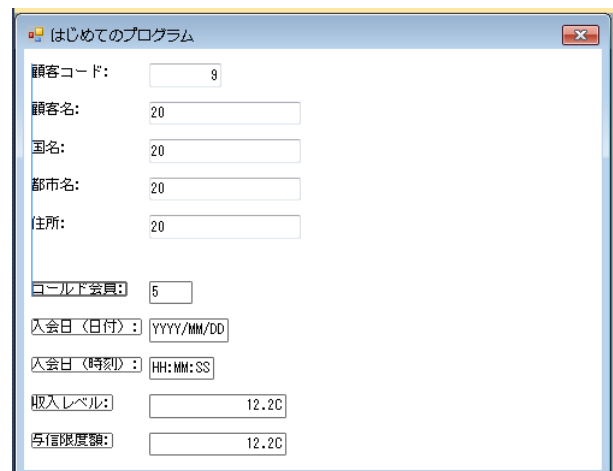 はじめてのプログラム
顧客コード: 9
顧客名: 20
国名: 20
都市名: 20
住所: 20
ゴールド会員: 5
入会日（日付）: YYYY/MM/DD
入会日（時刻）: HH:MM:SS
収入レベル: 12.2C
与信限度額: 12.2C